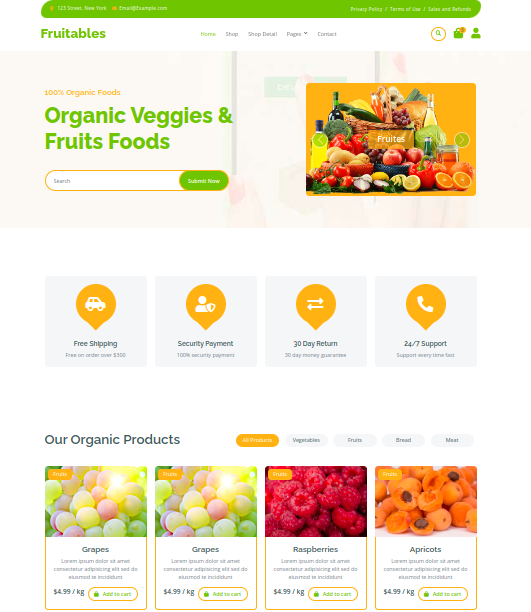 123 Street, New York Email@Example.com
Privacy Policy / Terms of Use / Sales and Refunds
Fruitables
Home Shop Shop Detail Pages Contact
100% Organic Foods
Organic Veggies &
Fruits Foods
Search
Submit Now
Fruites
Free Shipping
Free on order over $300
Security Payment
100% security payment
30 Day Return
30 day money guarantee
24/7 Support
Support every time fast
Our Organic Products
All Products Vegetables Fruits Bread Meat
Fruits
Grapes
Lorem ipsum dolor sit amet
consectetur adipisicing elit sed do
eiusmod te incididunt
$4.99 / kg Add to cart
Fruits
Grapes
Lorem ipsum dolor sit amet
consectetur adipisicing elit sed do
eiusmod te incididunt
$4.99 / kg Add to cart
Fruits
Raspberries
Lorem ipsum dolor sit amet
consectetur adipisicing elit sed do
eiusmod te incididunt
$4.99 / kg Add to cart
Fruits
Apricots
Lorem ipsum dolor sit amet
consectetur adipisicing elit sed do
eiusmod te incididunt
$4.99 / kg Add to cart